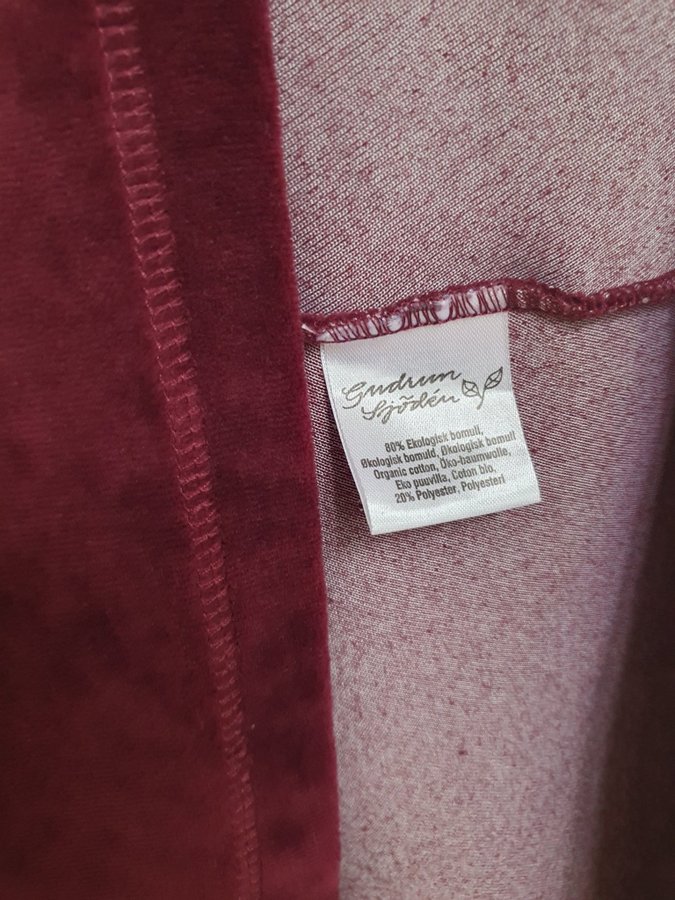 Gudrun
Sjödén
80% Ekologisk bomull,
Økologisk bomuld, Økologisk bomull
Organic cotton, Öko-baumwolle,
Eko puuvilla, Coton bio,
20% Polyester, Polyesteri